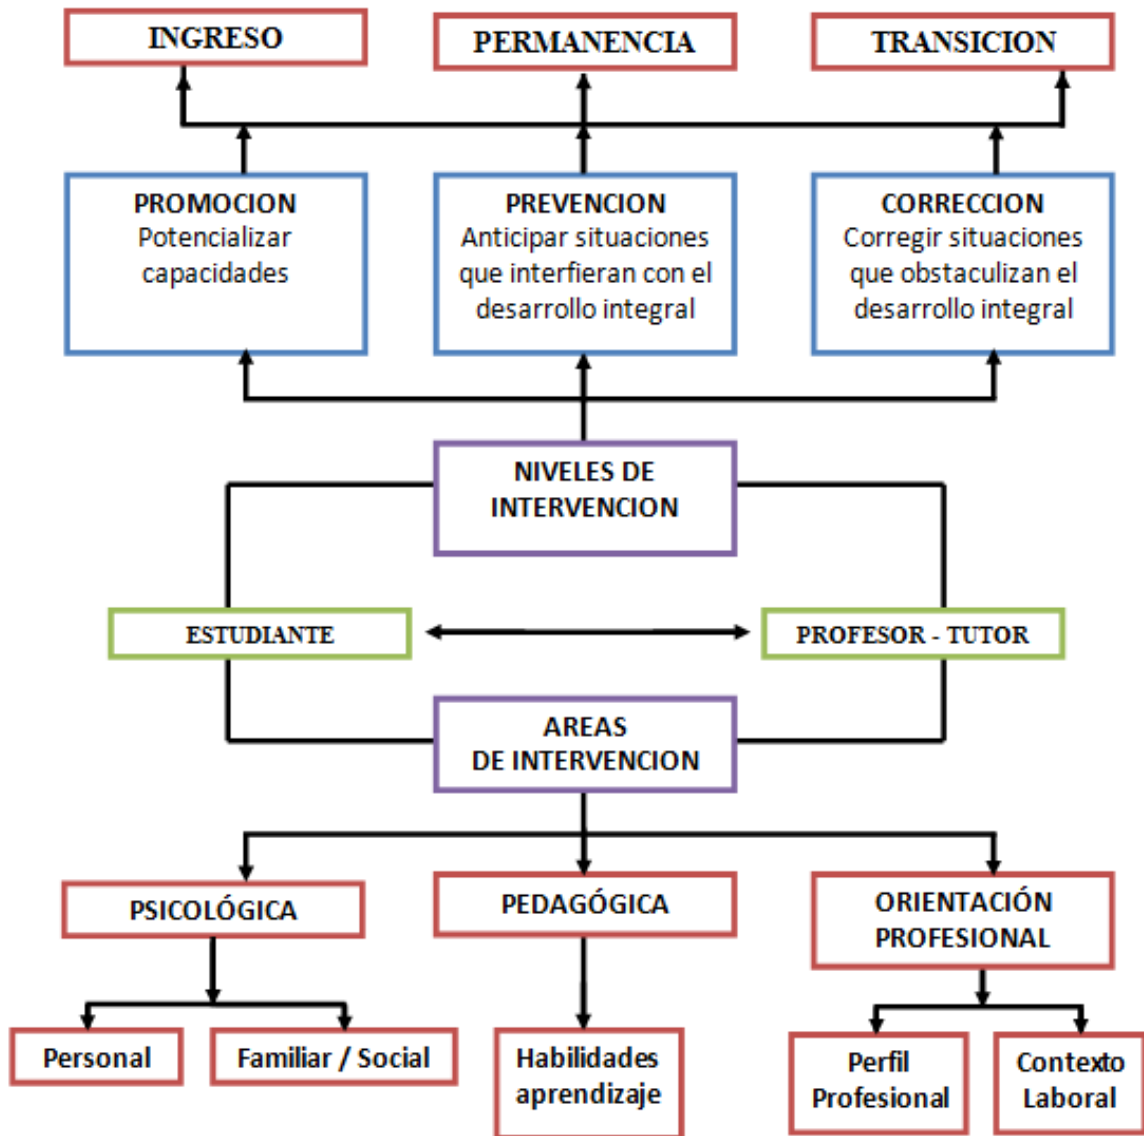 INGRESO
PERMANENCIA
TRANSICION
PROMOCION
Potencializar
capacidades
PREVENCION
Anticipar situaciones
que interfieran con el
desarrollo integral
CORRECCION
Corregir situaciones
que obstaculizan el
desarrollo integral
NIVELES DE
INTERVENCION
ESTUDIANTE
PROFESOR - TUTOR
AREAS
DE INTERVENCION
PSICOLÓGICA
PEDAGÓGICA
ORIENTACIÓN
PROFESIONAL
Personal
Familiar / Social
Habilidades
aprendizaje
Perfil
Profesional
Contexto
Laboral